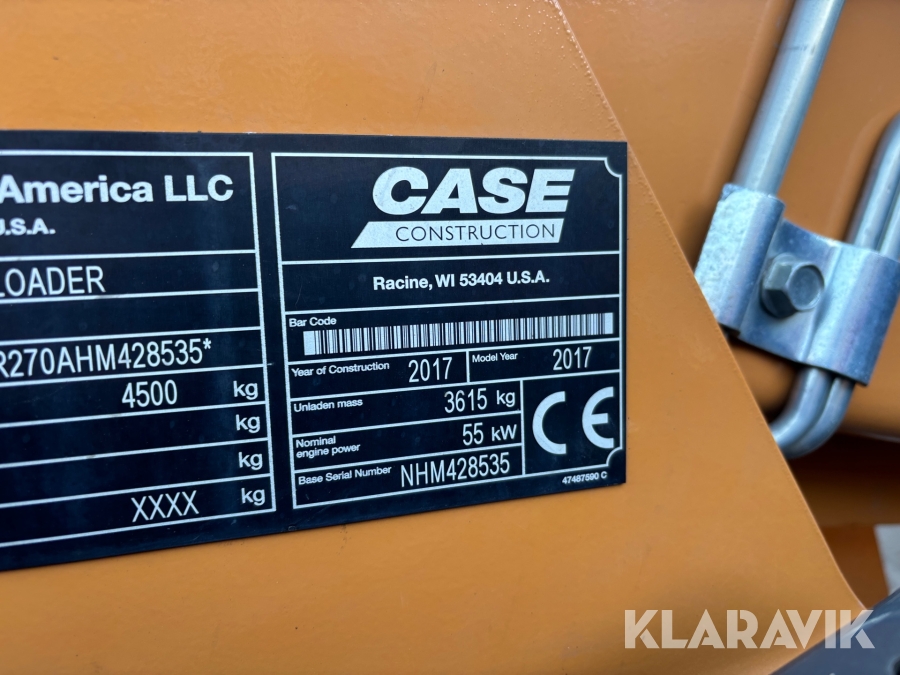 America LLC
U.S.A.
LOADER
R270AHM428535*
4500 kg
kg
kg
XXXX kg
CASE
CONSTRUCTION
Racine, WI 53404 U.S.A.
Bar Code
Year of Construction 2017 Model Year 2017
Unladen mass 3615 kg
Nominal
engine power 55 kW
Base Serial Number NHM428535
CE
47487590 C
KLARAVIK